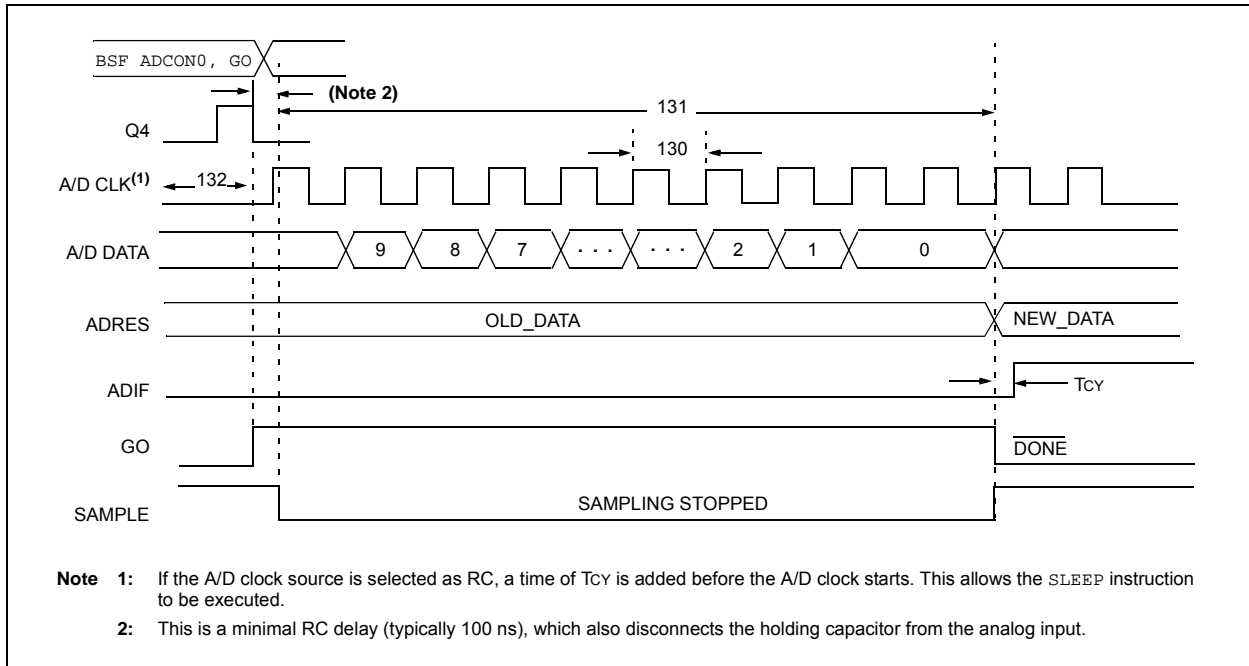 BSF ADCON0, GO
(Note 2)
131
Q4
130
A/D CLK(1)
132
A/D DATA
9 8 7 . . . . . . 2 1 0
ADRES
OLD_DATA
NEW_DATA
ADIF
TCY
GO
DONE
SAMPLE
SAMPLING STOPPED
Note 1: If the A/D clock source is selected as RC, a time of TCY is added before the A/D clock starts. This allows the SLEEP instruction
to be executed.
2: This is a minimal RC delay (typically 100 ns), which also disconnects the holding capacitor from the analog input.